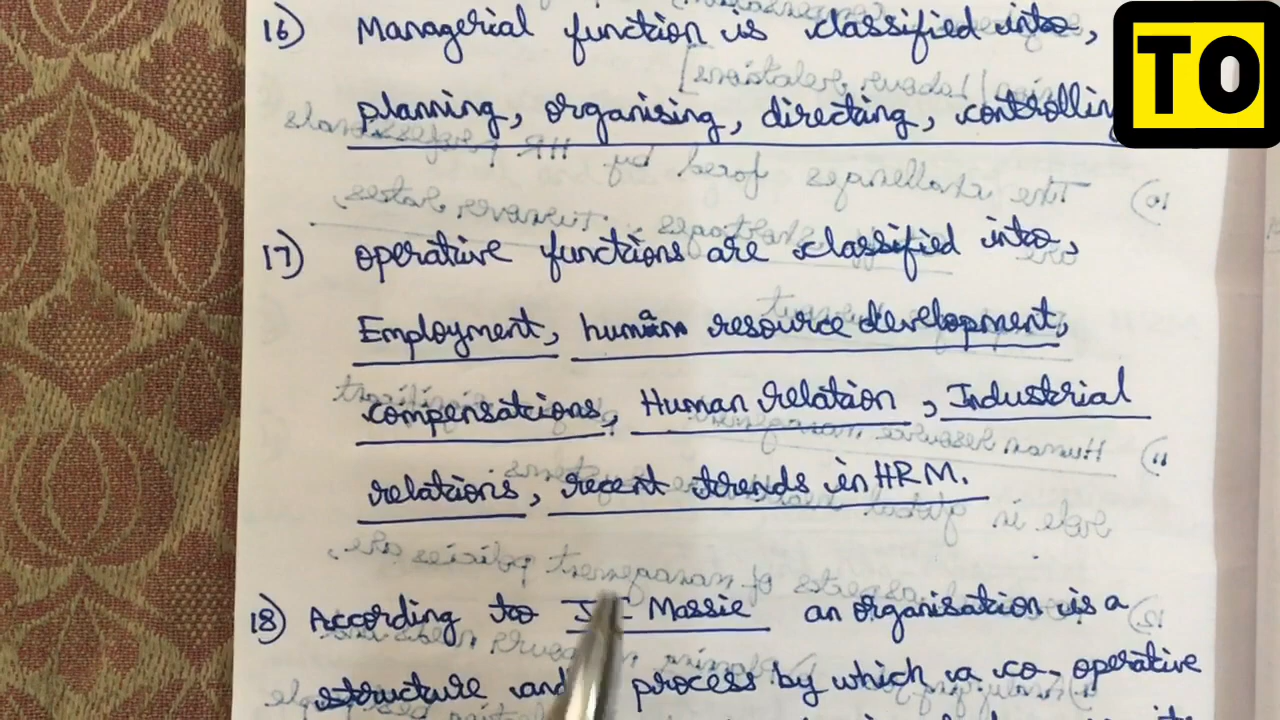 TO
16) Managerial function is classified into,
planning, organising, directing, controlling
17) operative functions are classified into,
Employment, human resource development,
compensations, Human relation, Industrial
relations, recent trends in HRM.
18) According to Massie an organisation is a
structure and process by which a co-operative